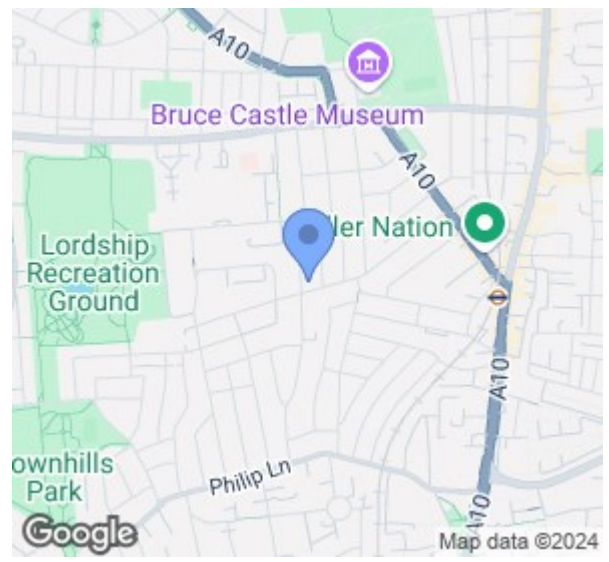 A10
Bruce Castle Museum
A10
ller Nation
Lordship
Recreation
Ground
A10
ownhills
Park
Philip Ln
A10
Google
Map data ©2024